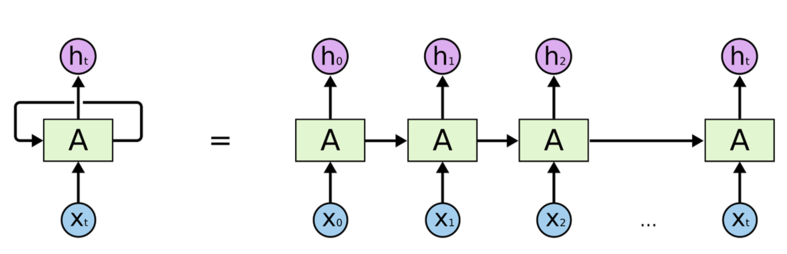 hₜ h₀ h₁ h₂ hₜ
A = A A A A
xₜ x₀ x₁ x₂ ... xₜ